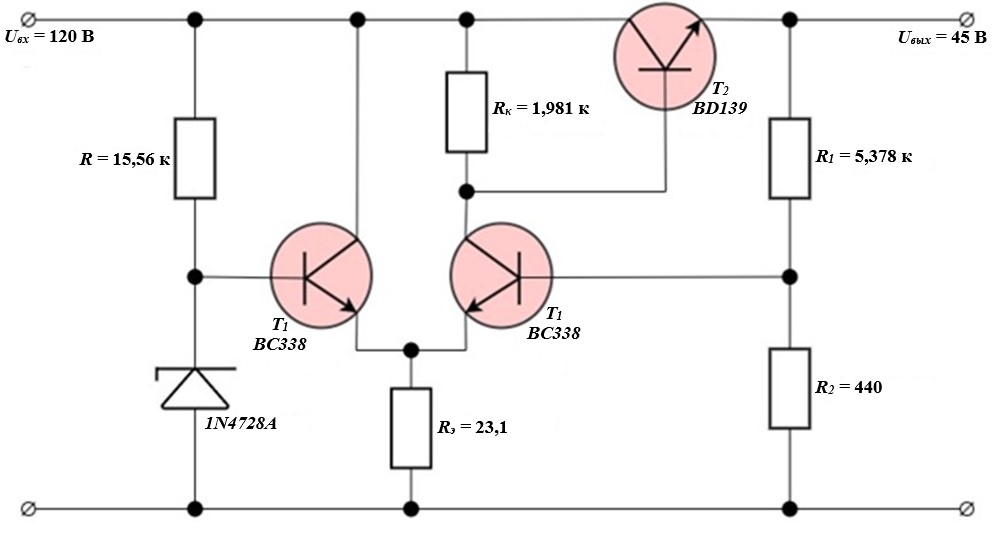 Uвх = 120 В
Uвых = 45 В
T2
BD139
Rк = 1,981 к
R = 15,56 к
R1 = 5,378 к
T1
BC338
T1
BC338
R2 = 440
1N4728A
Rэ = 23,1